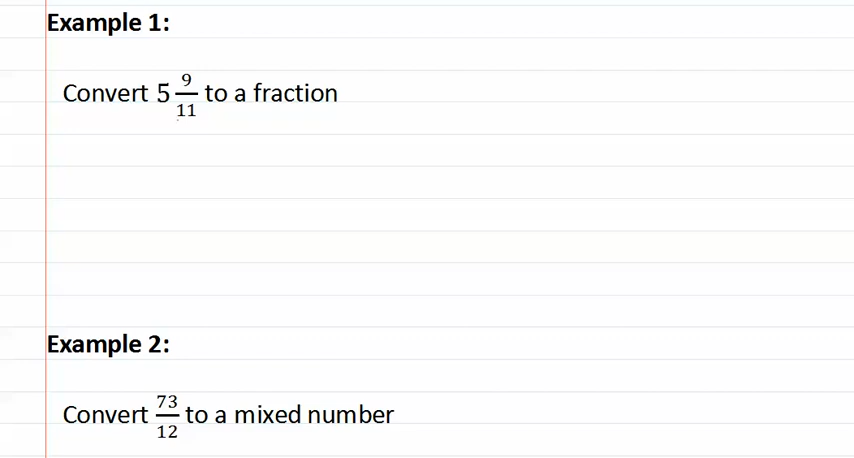 Example 1:
Convert 5 9/11 to a fraction
Example 2:
Convert 73/12 to a mixed number